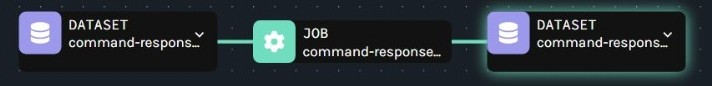 DATASET
command-respons...
JOB
command-response...
DATASET
command-respons...